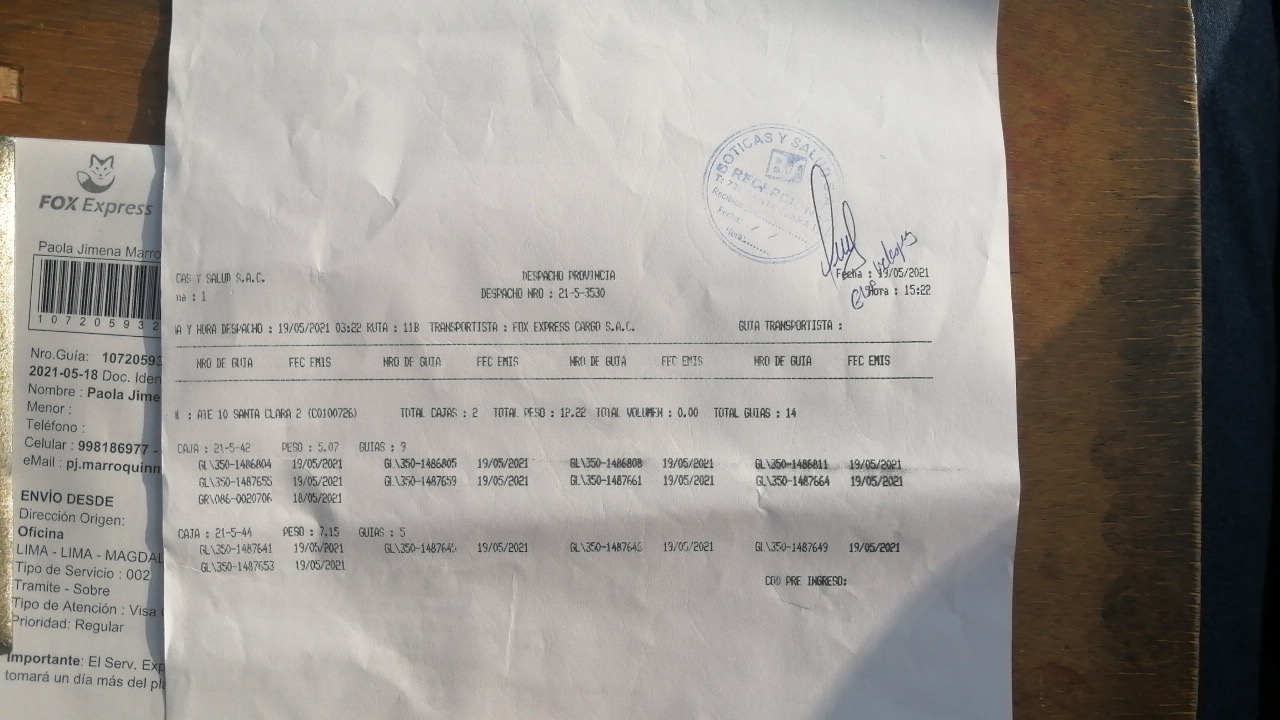 FOX Express
Paola Jimena Marro
107205932
Nro.Guía: 10720593
2021-05-18 Doc. Iden
Nombre : Paola Jime
Menor :
Teléfono :
Celular : 998186977 -
eMail : pj.marroquinm
ENVÍO DESDE
Dirección Origen:
Oficina
LIMA - LIMA - MAGDAL
Tipo de Servicio : 002
Tramite - Sobre
Tipo de Atención : Visa
Prioridad: Regular
Importante: El Serv. Exp
tomará un día más del pla
BOTICAS Y SALUD
Fecha
Hora:
CAS Y SALUD S.A.C.
na : 1
DESPACHO PROVINCIA
DESPACHO NRO : 21-5-3530
Fecha : 19/05/2021
Hora : 15:22
A Y HORA DESPACHO : 19/05/2021 03:22 RUTA : 11B TRANSPORTISTA : FOX EXPRESS CARGO S.A.C. GUIA TRANSPORTISTA :
NRO DE GUIA FEC EMIS NRO DE GUIA FEC EMIS NRO DE GUIA FEC EMIS NRO DE GUIA FEC EMIS
: ATE 10 SANTA CLARA 2 (C0100726) TOTAL CAJAS : 2 TOTAL PESO : 12.22 TOTAL VOLUMEN : 0.00 TOTAL GUIAS : 14
CAJA : 21-5-42 PESO : 5.07 GUIAS : 9
GL\350-1486804 19/05/2021 GL\350-1486805 19/05/2021 GL\350-1486808 19/05/2021 GL\350-1486811 19/05/2021
GL\350-1487655 19/05/2021 GL\350-1487659 19/05/2021 GL\350-1487661 19/05/2021 GL\350-1487664 19/05/2021
GR\086-0020706 18/05/2021
CAJA : 21-5-44 PESO : 7.15 GUIAS : 5
GL\350-1487641 19/05/2021 19/05/2021 19/05/2021 GL\350-1487649 19/05/2021
GL\350-1487653 19/05/2021
COD PRE INGRESO: